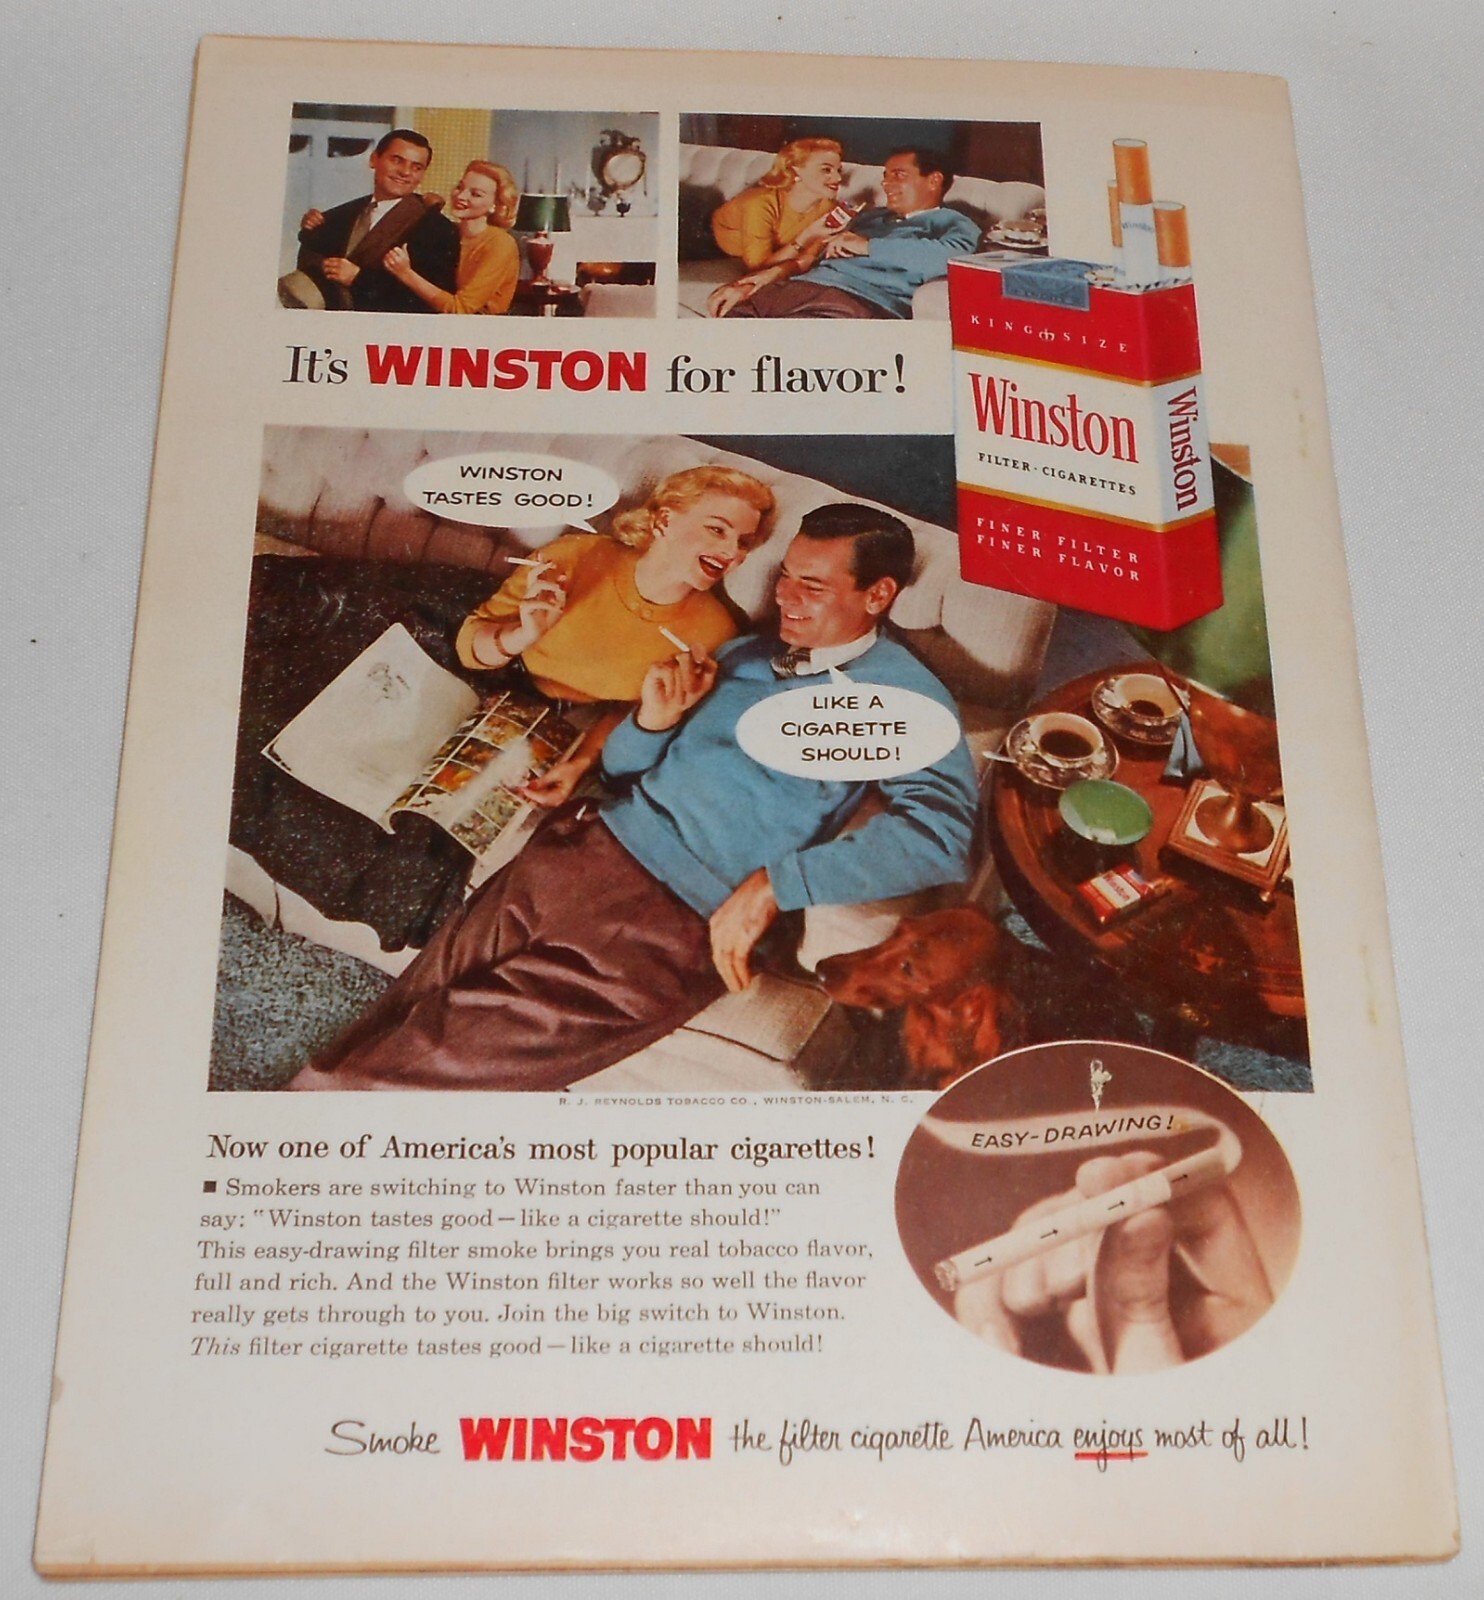 It's WINSTON for flavor!
KING SIZE
Winston
FILTER · CIGARETTES
FINER FILTER
FINER FLAVOR
Winston
Winston
WINSTON
TASTES GOOD!
LIKE A
CIGARETTE
SHOULD!
Winston
R. J. REYNOLDS TOBACCO CO., WINSTON-SALEM, N. C.
EASY-DRAWING!
Now one of America's most popular cigarettes!
■ Smokers are switching to Winston faster than you can
say: "Winston tastes good — like a cigarette should!"
This easy-drawing filter smoke brings you real tobacco flavor,
full and rich. And the Winston filter works so well the flavor
really gets through to you. Join the big switch to Winston.
This filter cigarette tastes good — like a cigarette should!
Smoke WINSTON the filter cigarette America enjoys most of all!